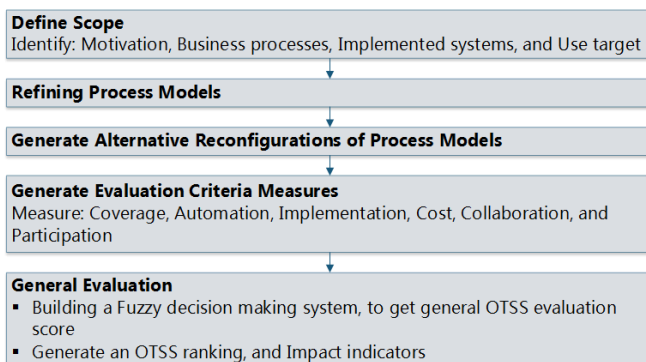 Define Scope
Identify: Motivation, Business processes, Implemented systems, and Use target
Refining Process Models
Generate Alternative Reconfigurations of Process Models
Generate Evaluation Criteria Measures
Measure: Coverage, Automation, Implementation, Cost, Collaboration, and
Participation
General Evaluation
▪ Building a Fuzzy decision making system, to get general OTSS evaluation
score
▪ Generate an OTSS ranking, and Impact indicators